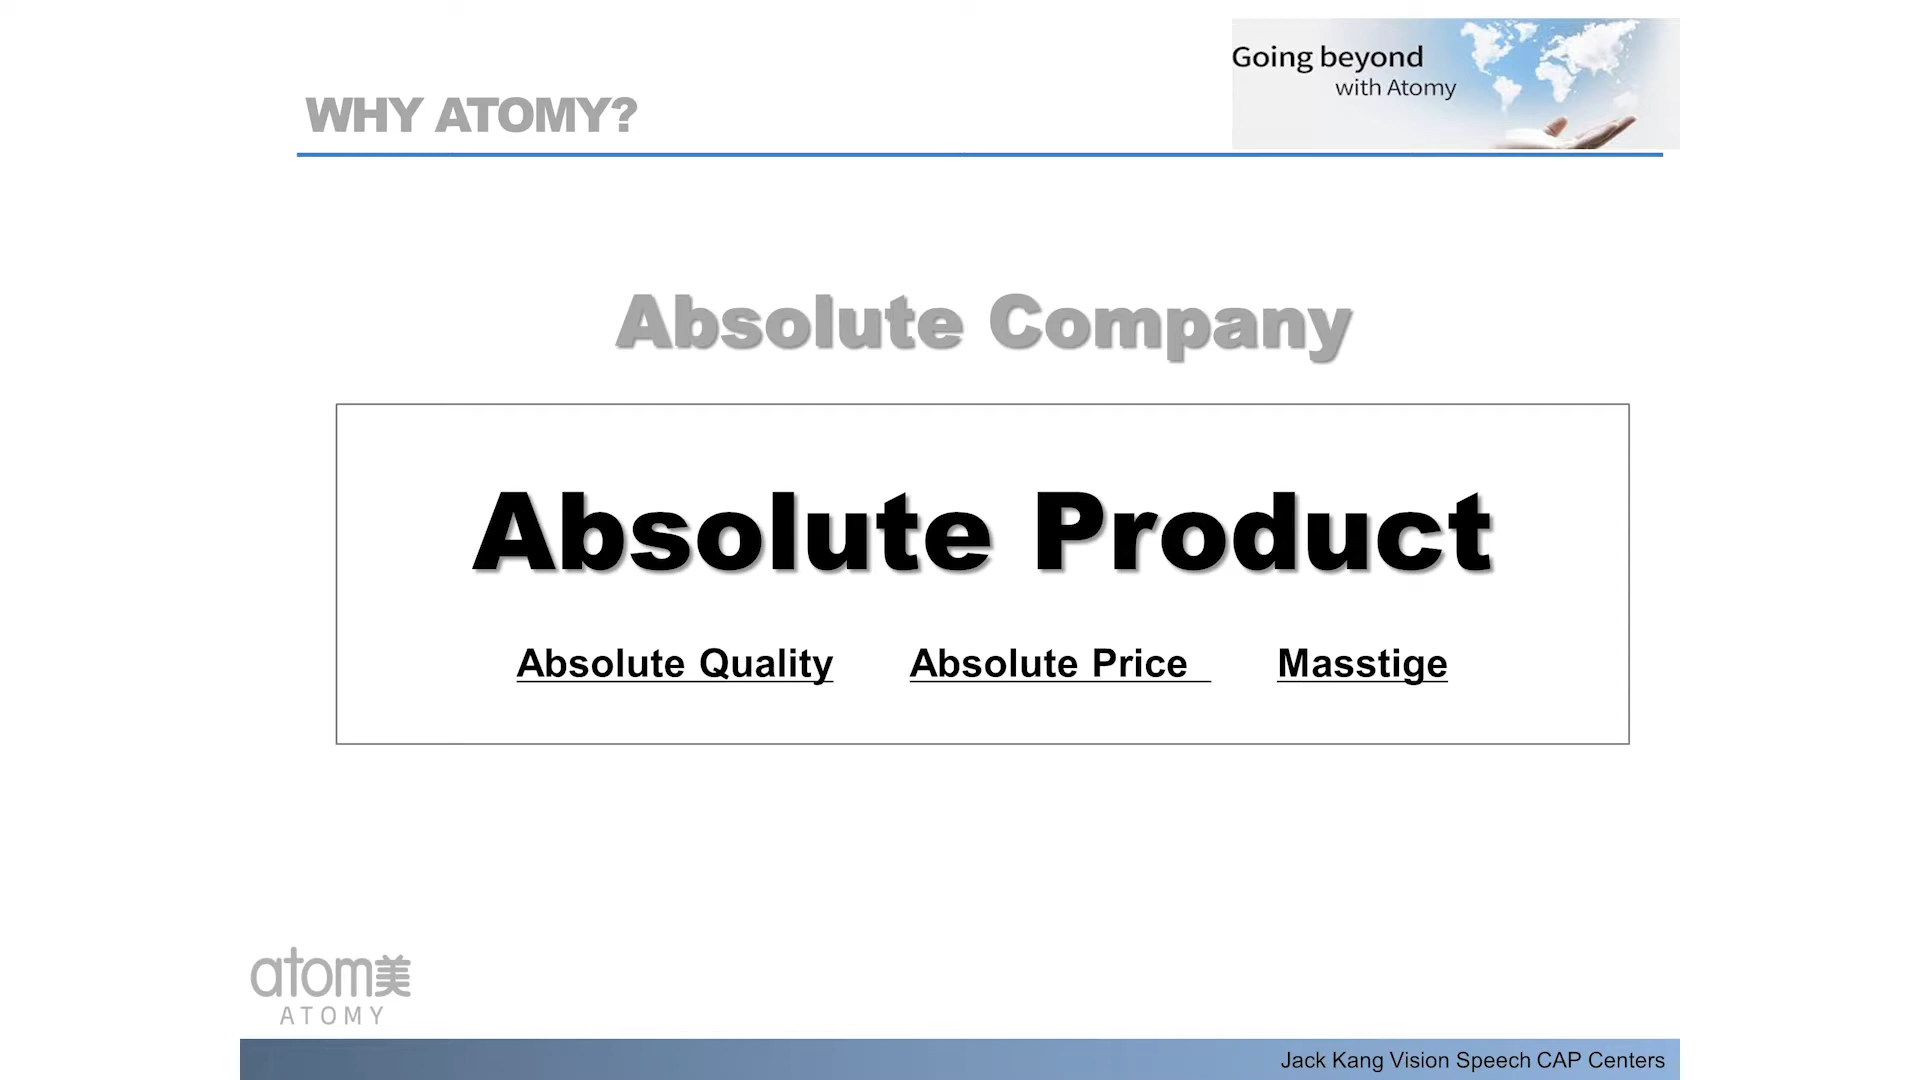 Going beyond
with Atomy
WHY ATOMY?
Absolute Company
Absolute Product
Absolute Quality Absolute Price Masstige
atom美
ATOMY
Jack Kang Vision Speech CAP Centers